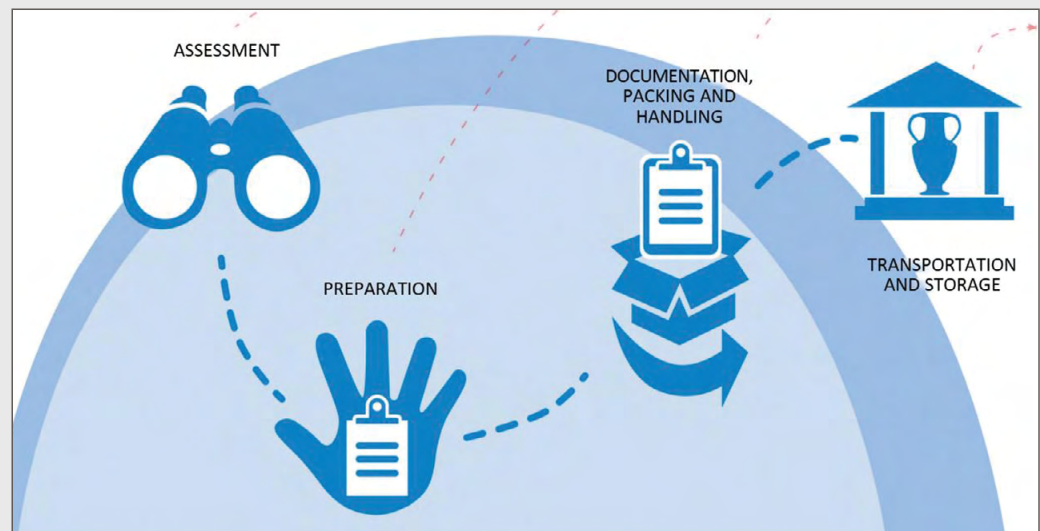 ASSESSMENT
PREPARATION
DOCUMENTATION,
PACKING AND
HANDLING
TRANSPORTATION
AND STORAGE